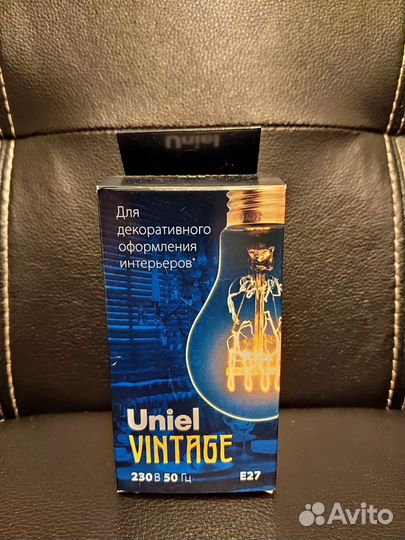 Uniel
Для
декоративного
оформления
интерьеров*
Uniel
VINTAGE
230 В 50 Гц
E27
Avito